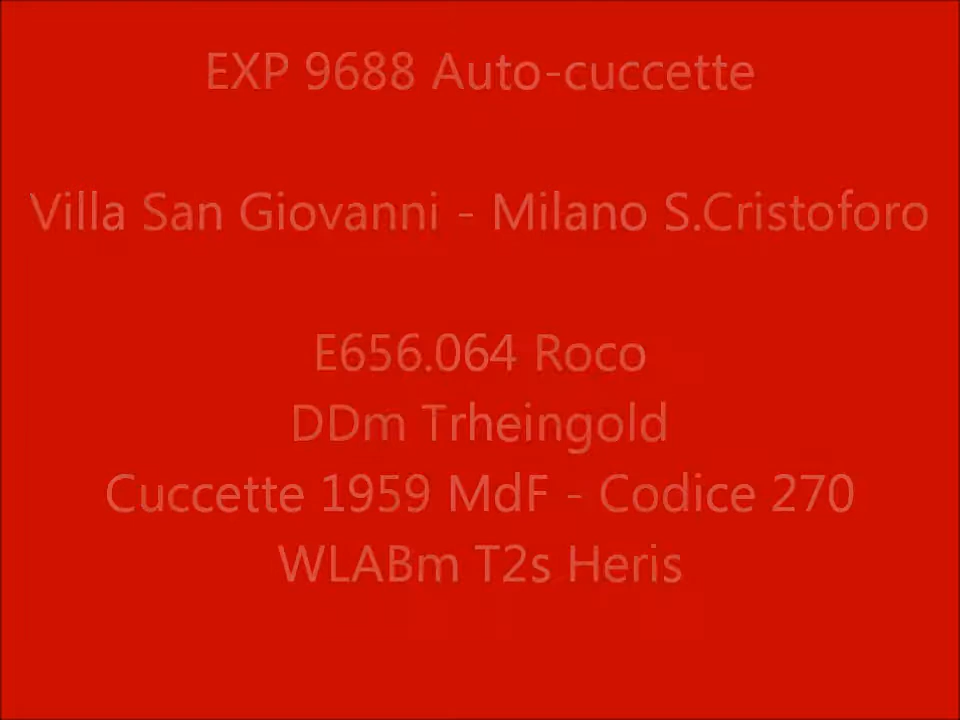 EXP 9688 Auto-cuccette
Villa San Giovanni - Milano S.Cristoforo
E656.064 Roco
DDm Trheingold
Cuccette 1959 MdF - Codice 270
WLABm T2s Heris